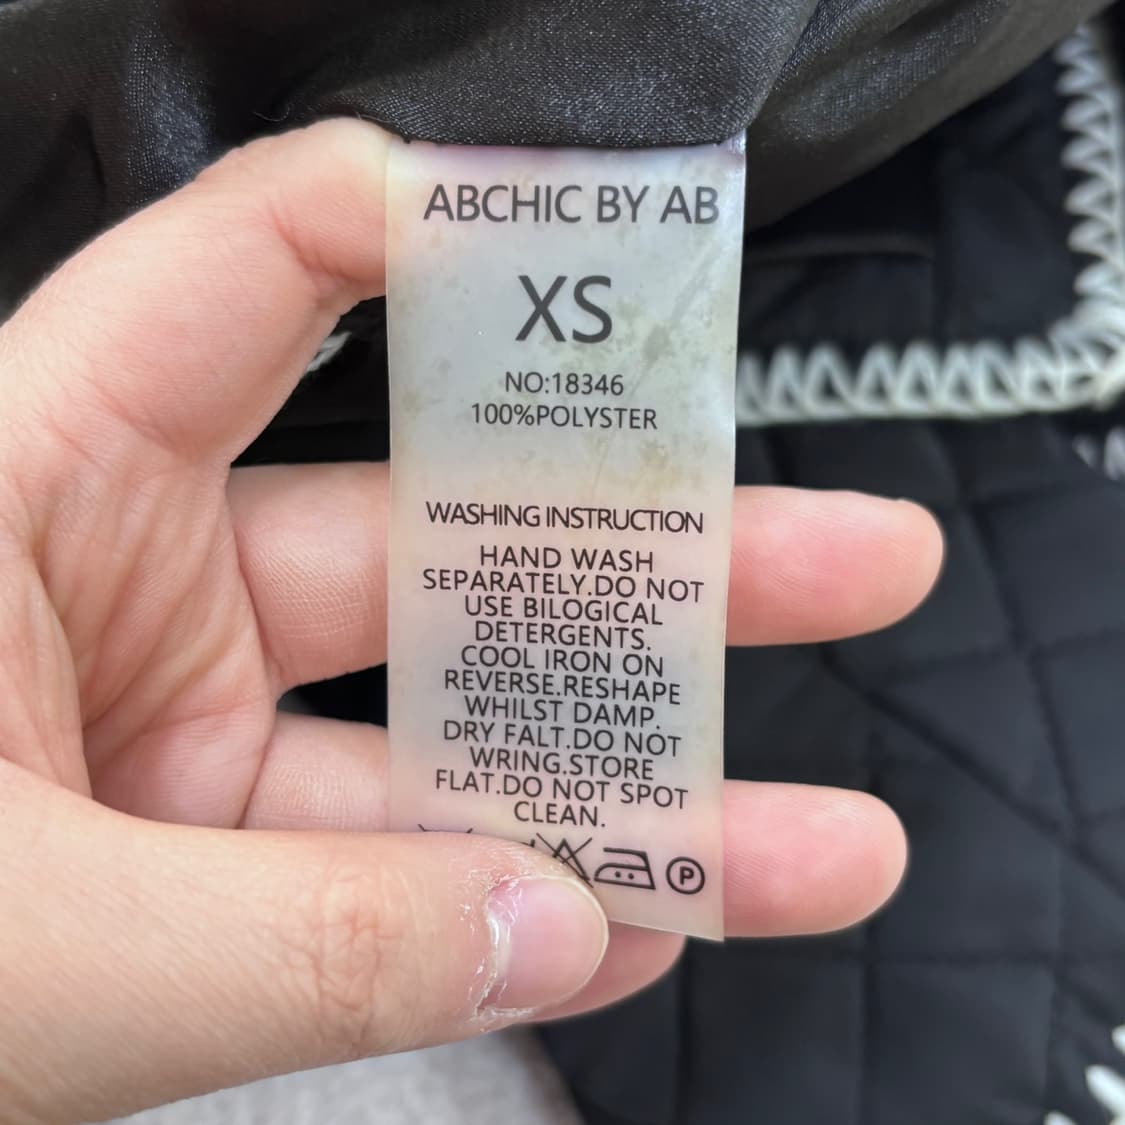 ABCHIC BY AB
XS
NO:18346
100%POLYSTER
WASHING INSTRUCTION
HAND WASH
SEPARATELY.DO NOT
USE BILOGICAL
DETERGENTS.
COOL IRON ON
REVERSE.RESHAPE
WHILST DAMP.
DRY FALT.DO NOT
WRING.STORE
FLAT.DO NOT SPOT
CLEAN.
P